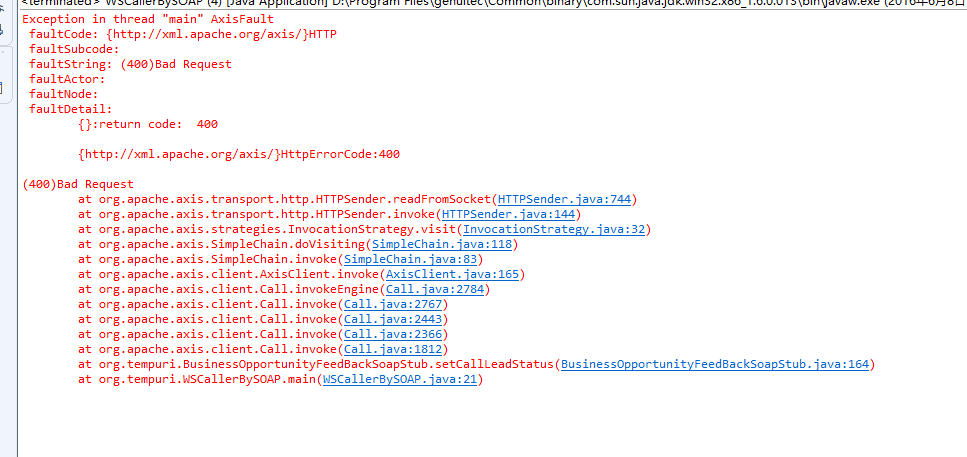 <terminated> WSCallerBySOAP (4) [Java Application] D:\Program Files\genuitec\Common\binary\com.sun.java.jdk.win32.x86_1.6.0.013\bin\javaw.exe (2016年6月8日
Exception in thread "main" AxisFault
faultCode: {http://xml.apache.org/axis/}HTTP
faultSubcode:
faultString: (400)Bad Request
faultActor:
faultNode:
faultDetail:
{}:return code:  400
{http://xml.apache.org/axis/}HttpErrorCode:400
(400)Bad Request
at org.apache.axis.transport.http.HTTPSender.readFromSocket(HTTPSender.java:744)
at org.apache.axis.transport.http.HTTPSender.invoke(HTTPSender.java:144)
at org.apache.axis.strategies.InvocationStrategy.visit(InvocationStrategy.java:32)
at org.apache.axis.SimpleChain.doVisiting(SimpleChain.java:118)
at org.apache.axis.SimpleChain.invoke(SimpleChain.java:83)
at org.apache.axis.client.AxisClient.invoke(AxisClient.java:165)
at org.apache.axis.client.Call.invokeEngine(Call.java:2784)
at org.apache.axis.client.Call.invoke(Call.java:2767)
at org.apache.axis.client.Call.invoke(Call.java:2443)
at org.apache.axis.client.Call.invoke(Call.java:2366)
at org.apache.axis.client.Call.invoke(Call.java:1812)
at org.tempuri.BusinessOpportunityFeedBackSoapStub.setCallLeadStatus(BusinessOpportunityFeedBackSoapStub.java:164)
at org.tempuri.WSCallerBySOAP.main(WSCallerBySOAP.java:21)